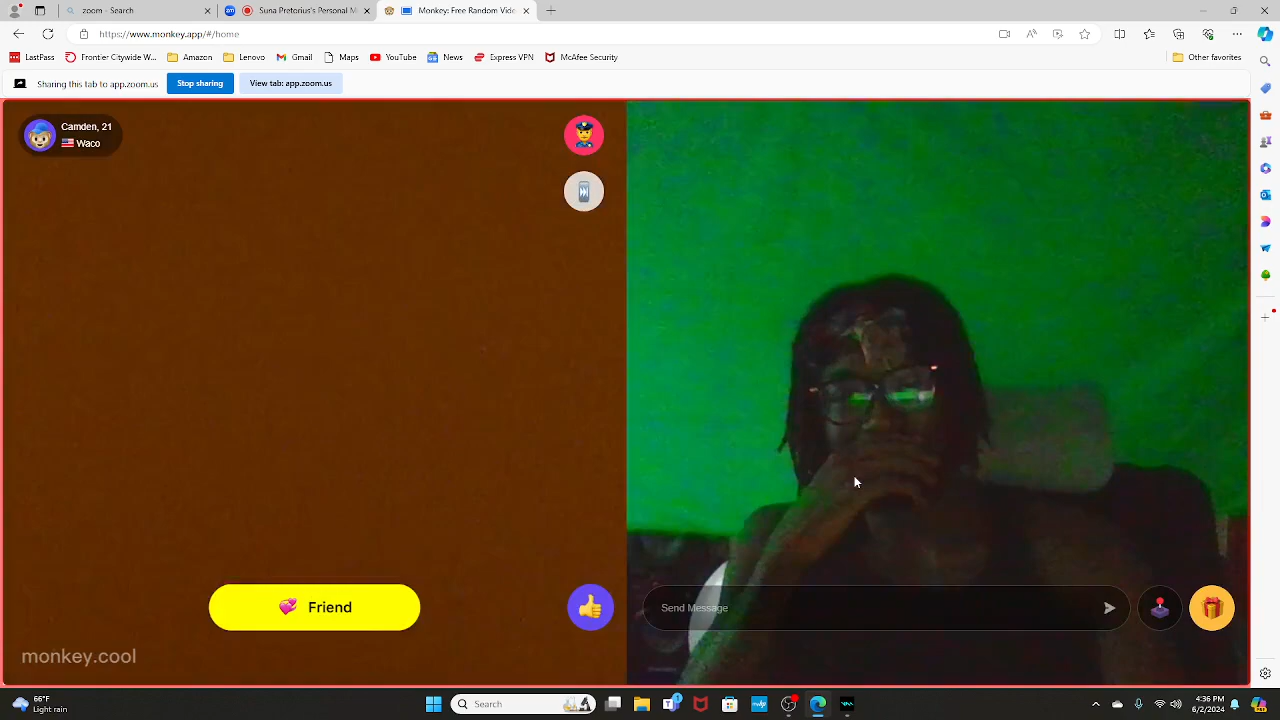 zoom - Sarch
Suna Pretorius's Personal M
Monkey: Free Random Vide
https://www.monkey.app/#/home
LastPass
Frontier Citywide W...
Amazon
Lenovo
Gmail
Maps
YouTube
News
Express VPN
McAfee Security
Other favorites
Sharing this tab to app.zoom.us
Stop sharing
View tab: app.zoom.us
Camden, 21
Waco
Friend
Send Message
monkey.cool
66°F
Light rain
Search
4:36 PM
6/2/2024